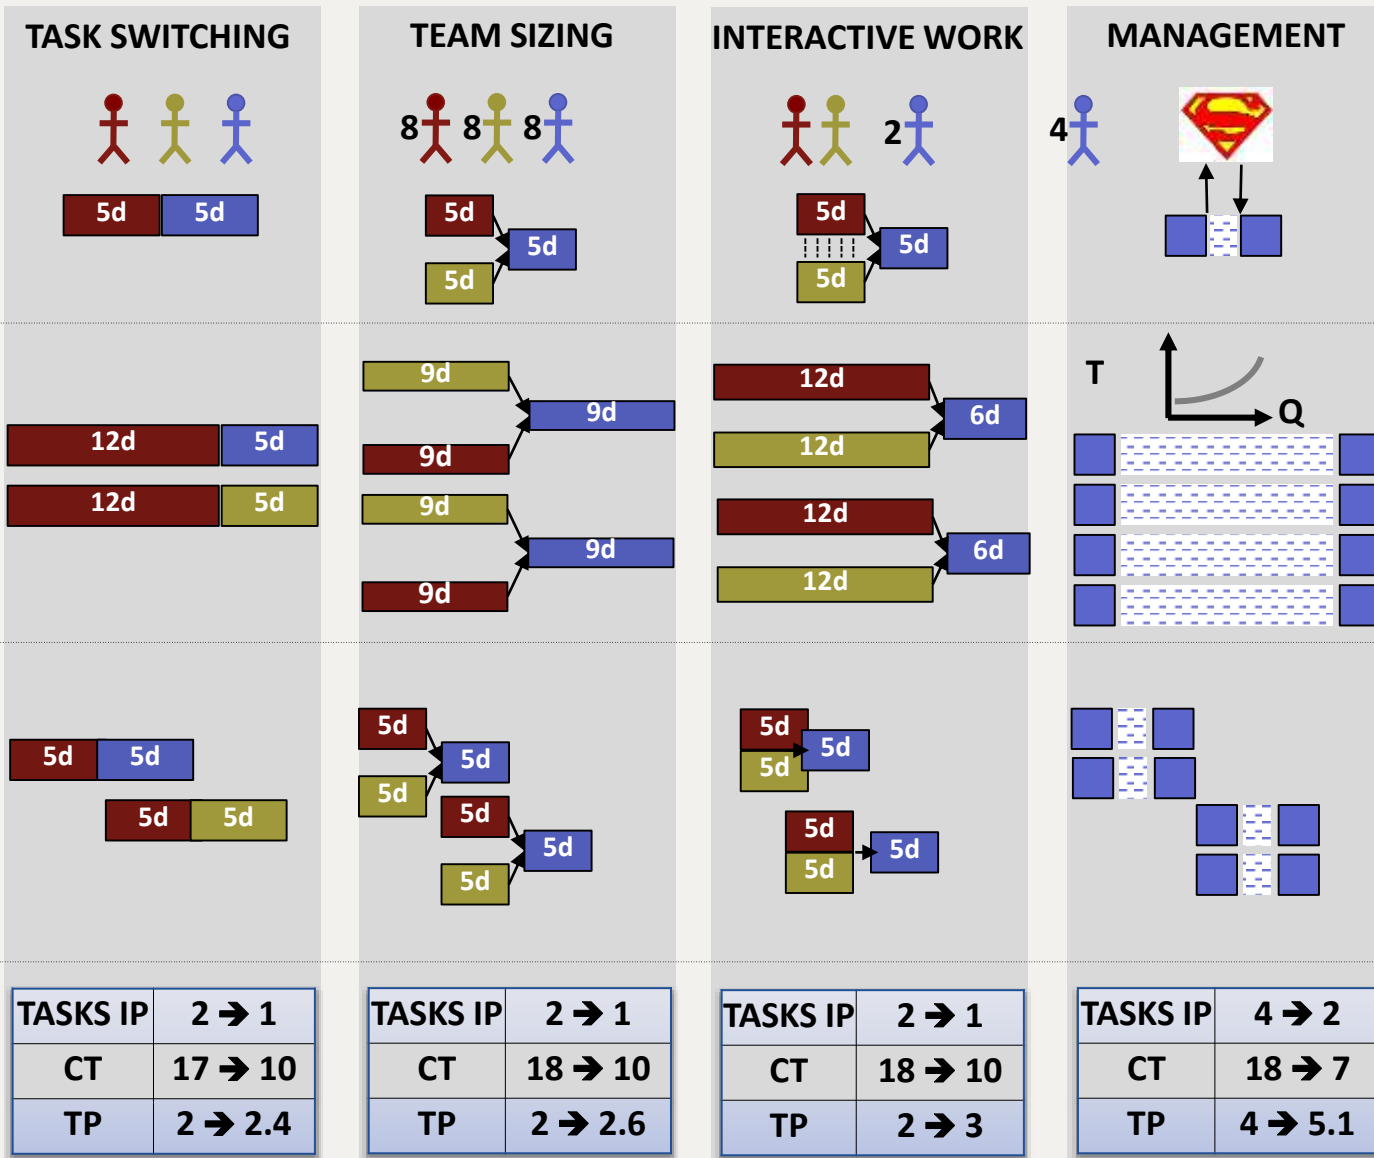 TASK SWITCHING
5d 5d
12d 5d
12d 5d
5d 5d
5d 5d
TASKS IP 2 ➔ 1
CT 17 ➔ 10
TP 2 ➔ 2.4
TEAM SIZING
8 8 8
5d
5d
5d
9d
9d
9d
9d
9d
9d
5d
5d
5d
5d
5d
5d
TASKS IP 2 ➔ 1
CT 18 ➔ 10
TP 2 ➔ 2.6
INTERACTIVE WORK
2
5d
5d
5d
12d
6d
12d
12d
6d
12d
5d
5d
5d
5d
5d
5d
TASKS IP 2 ➔ 1
CT 18 ➔ 10
TP 2 ➔ 3
MANAGEMENT
4 S
T
Q
TASKS IP 4 ➔ 2
CT 18 ➔ 7
TP 4 ➔ 5.1